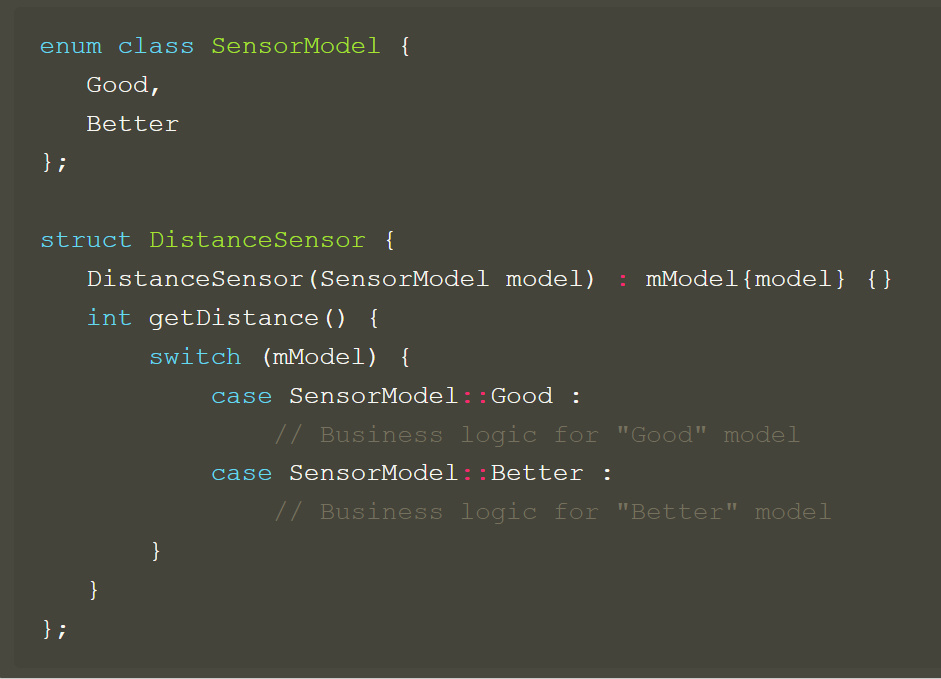 enum class SensorModel {
   Good,
   Better
};

struct DistanceSensor {
   DistanceSensor(SensorModel model) : mModel{model} {}
   int getDistance() {
       switch (mModel) {
           case SensorModel::Good :
               // Business logic for "Good" model
           case SensorModel::Better :
               // Business logic for "Better" model
       }
   }
};